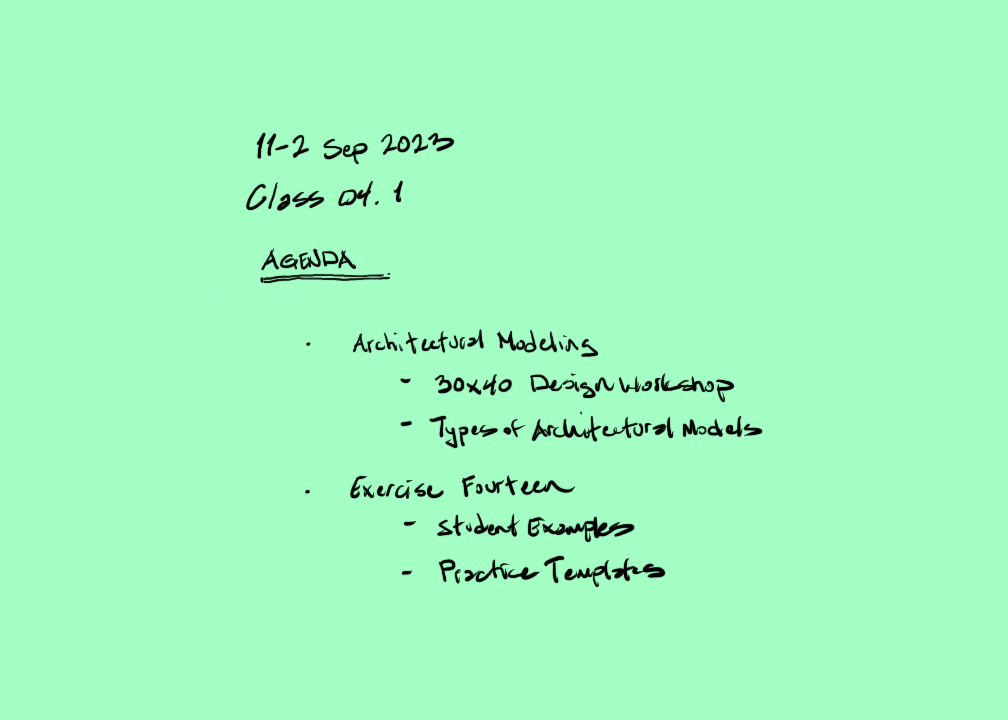 11-2 Sep 2023
Class 04.1
AGENDA
· Architectural Modeling
- 30x40 Design Workshop
- Types of Architectural Models
· Exercise Fourteen
- Student Examples
- Practice Templates